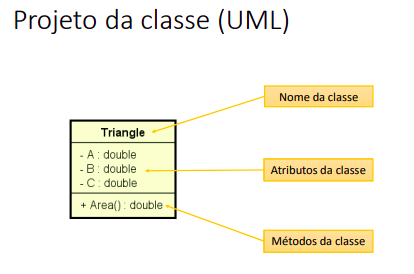 Projeto da classe (UML)
Nome da classe
Triangle
- A : double
- B : double
- C : double
Atributos da classe
+ Area() : double
Métodos da classe